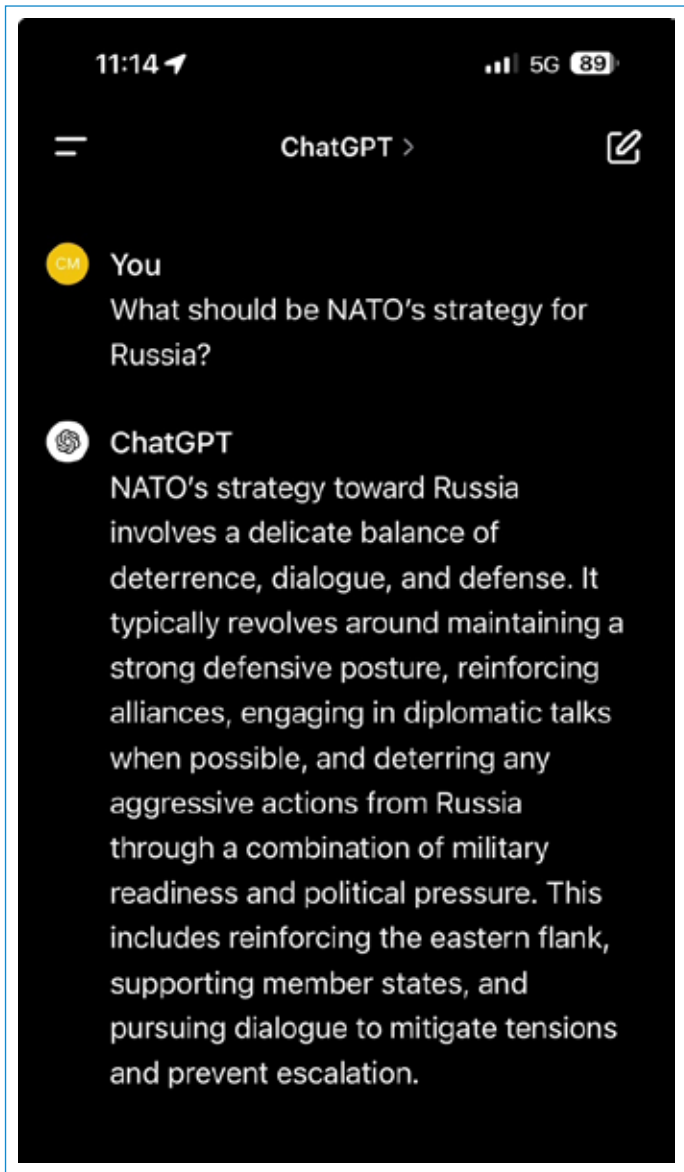 11:14
5G 89
ChatGPT >
CM
You
What should be NATO’s strategy for
Russia?
ChatGPT
NATO’s strategy toward Russia
involves a delicate balance of
deterrence, dialogue, and defense. It
typically revolves around maintaining a
strong defensive posture, reinforcing
alliances, engaging in diplomatic talks
when possible, and deterring any
aggressive actions from Russia
through a combination of military
readiness and political pressure. This
includes reinforcing the eastern flank,
supporting member states, and
pursuing dialogue to mitigate tensions
and prevent escalation.